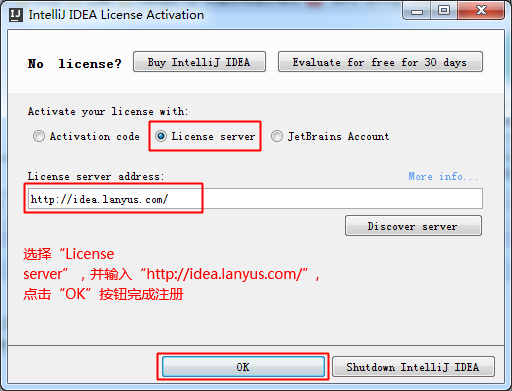 IntelliJ IDEA License Activation
No license?
Buy IntelliJ IDEA
Evaluate for free for 30 days
Activate your license with:
Activation code
License server
JetBrains Account
License server address:
More info...
http://idea.lanyus.com/
Discover server
选择“License
server”，并输入“http://idea.lanyus.com/”，
点击“OK”按钮完成注册
OK
Shutdown IntelliJ IDEA